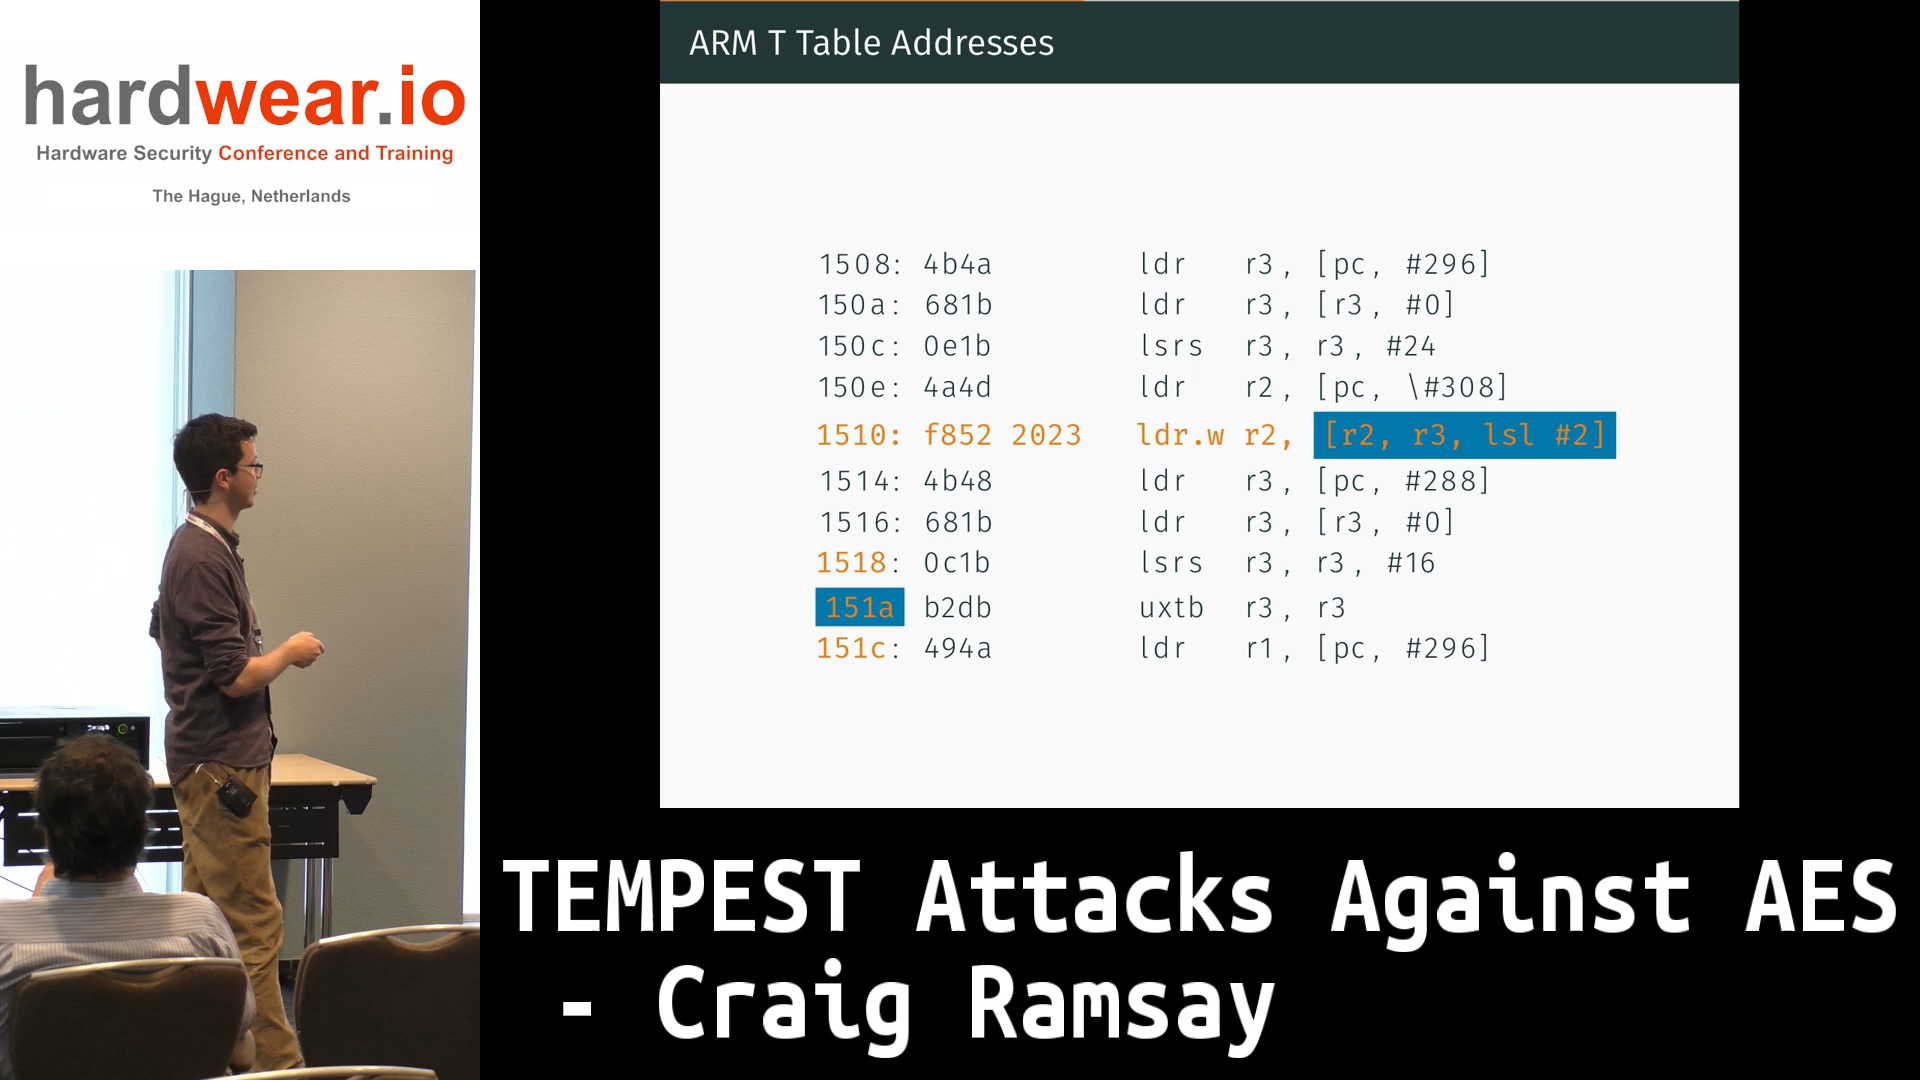 hardwear.io
Hardware Security Conference and Training
The Hague, Netherlands
ARM T Table Addresses
1508: 4b4a ldr r3, [pc, #296]
150a: 681b ldr r3, [r3, #0]
150c: 0e1b lsrs r3, r3, #24
150e: 4a4d ldr r2, [pc, \#308]
1510: f852 2023 ldr.w r2, [r2, r3, lsl #2]
1514: 4b48 ldr r3, [pc, #288]
1516: 681b ldr r3, [r3, #0]
1518: 0c1b lsrs r3, r3, #16
151a b2db uxtb r3, r3
151c: 494a ldr r1, [pc, #296]
TEMPEST Attacks Against AES
- Craig Ramsay